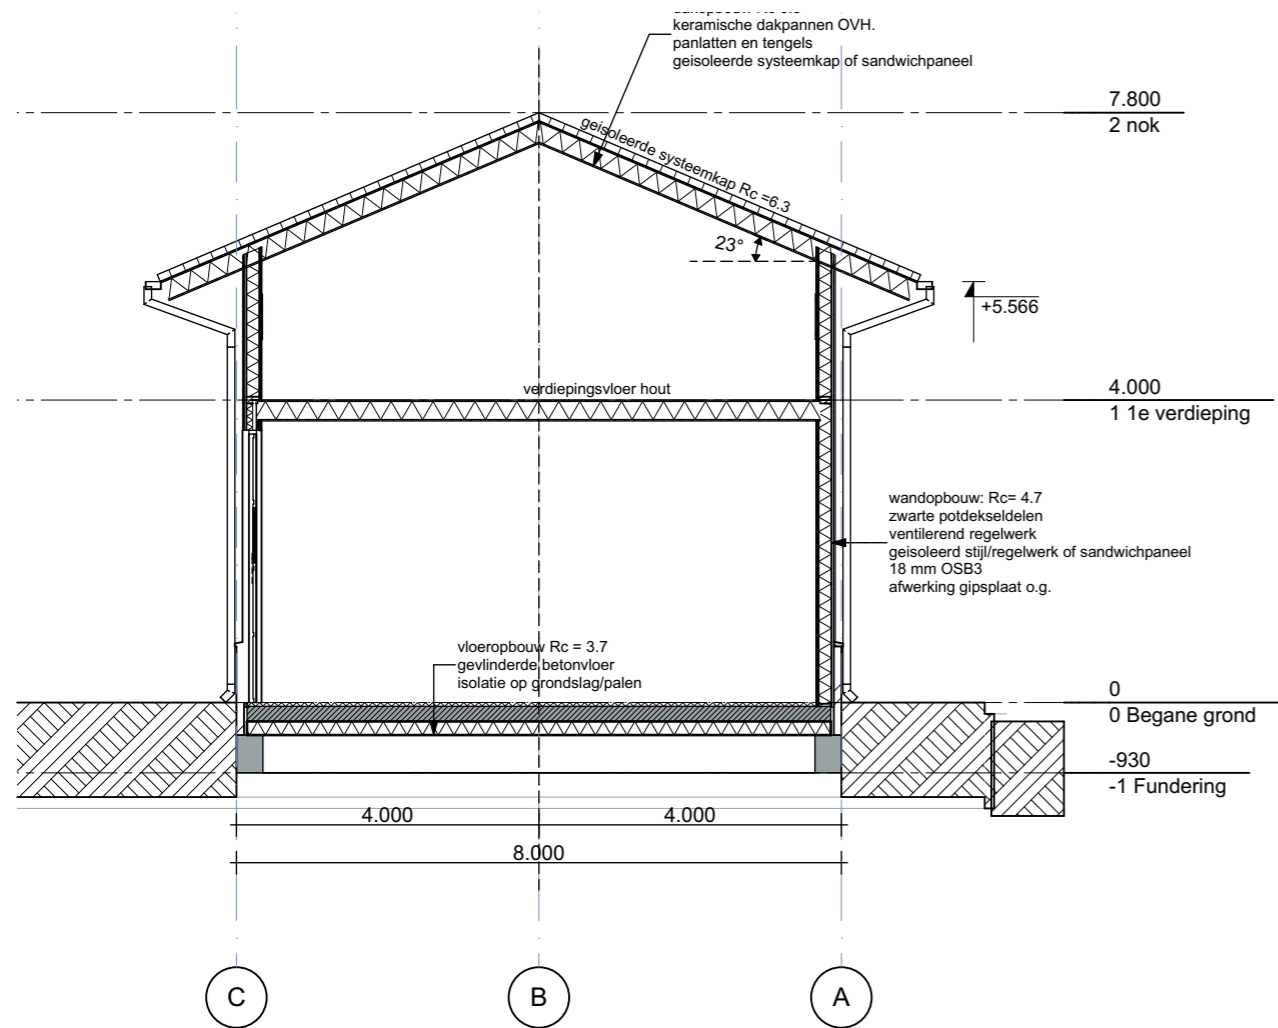 keramische dakpannen OVH.
panlatten en tengels
geisoleerde systeemkap of sandwichpaneel
7.800
2 nok
geisoleerde systeemkap Rc =6.3
23°
+5.566
verdiepingsvloer hout
4.000
1 1e verdieping
wandopbouw: Rc= 4.7
zwarte potdekseldelen
ventilerend regelwerk
geisoleerd stijl/regelwerk of sandwichpaneel
18 mm OSB3
afwerking gipsplaat o.g.
vloeropbouw Rc = 3.7
gevlinderde betonvloer
isolatie op grondslag/palen
0
0 Begane grond
-930
-1 Fundering
4.000
4.000
8.000
C
B
A